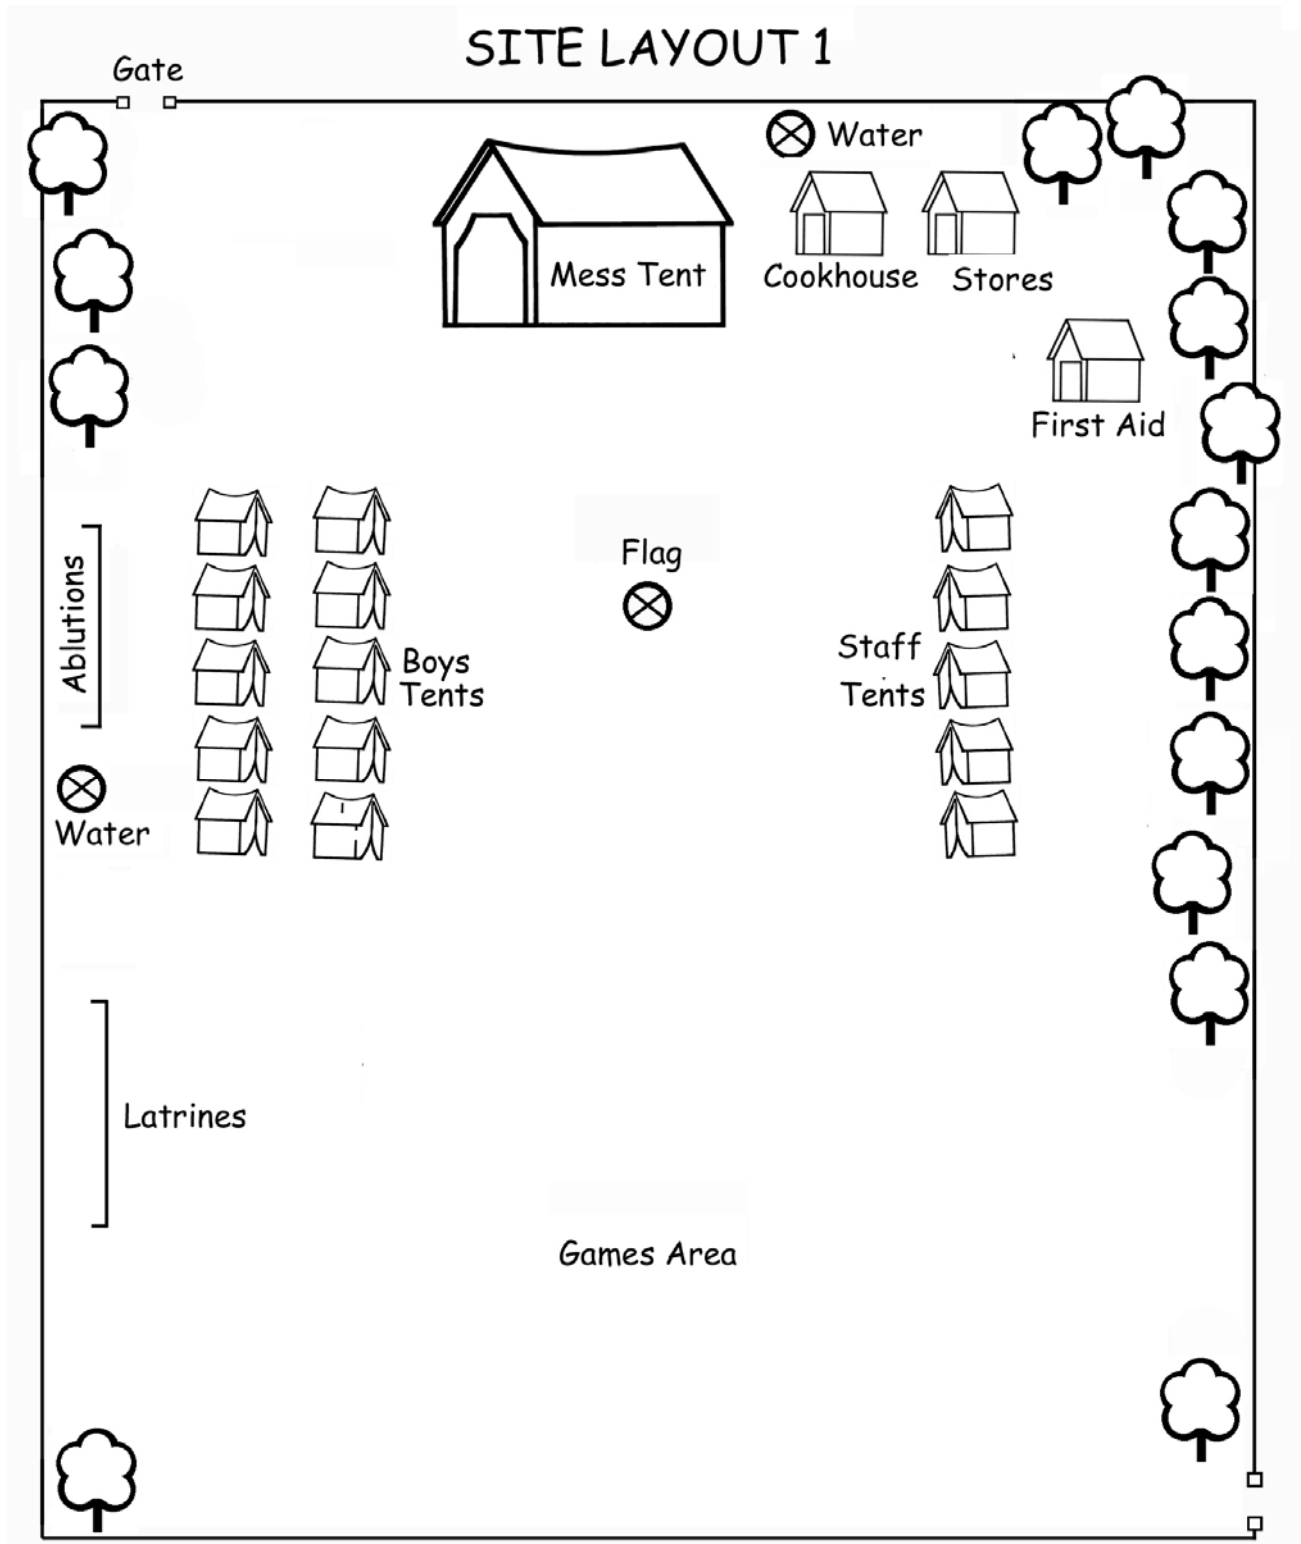 SITE LAYOUT 1
Gate
Water
Mess Tent
Cookhouse
Stores
First Aid
Flag
Ablutions
Boys
Tents
Staff
Tents
Water
Latrines
Games Area